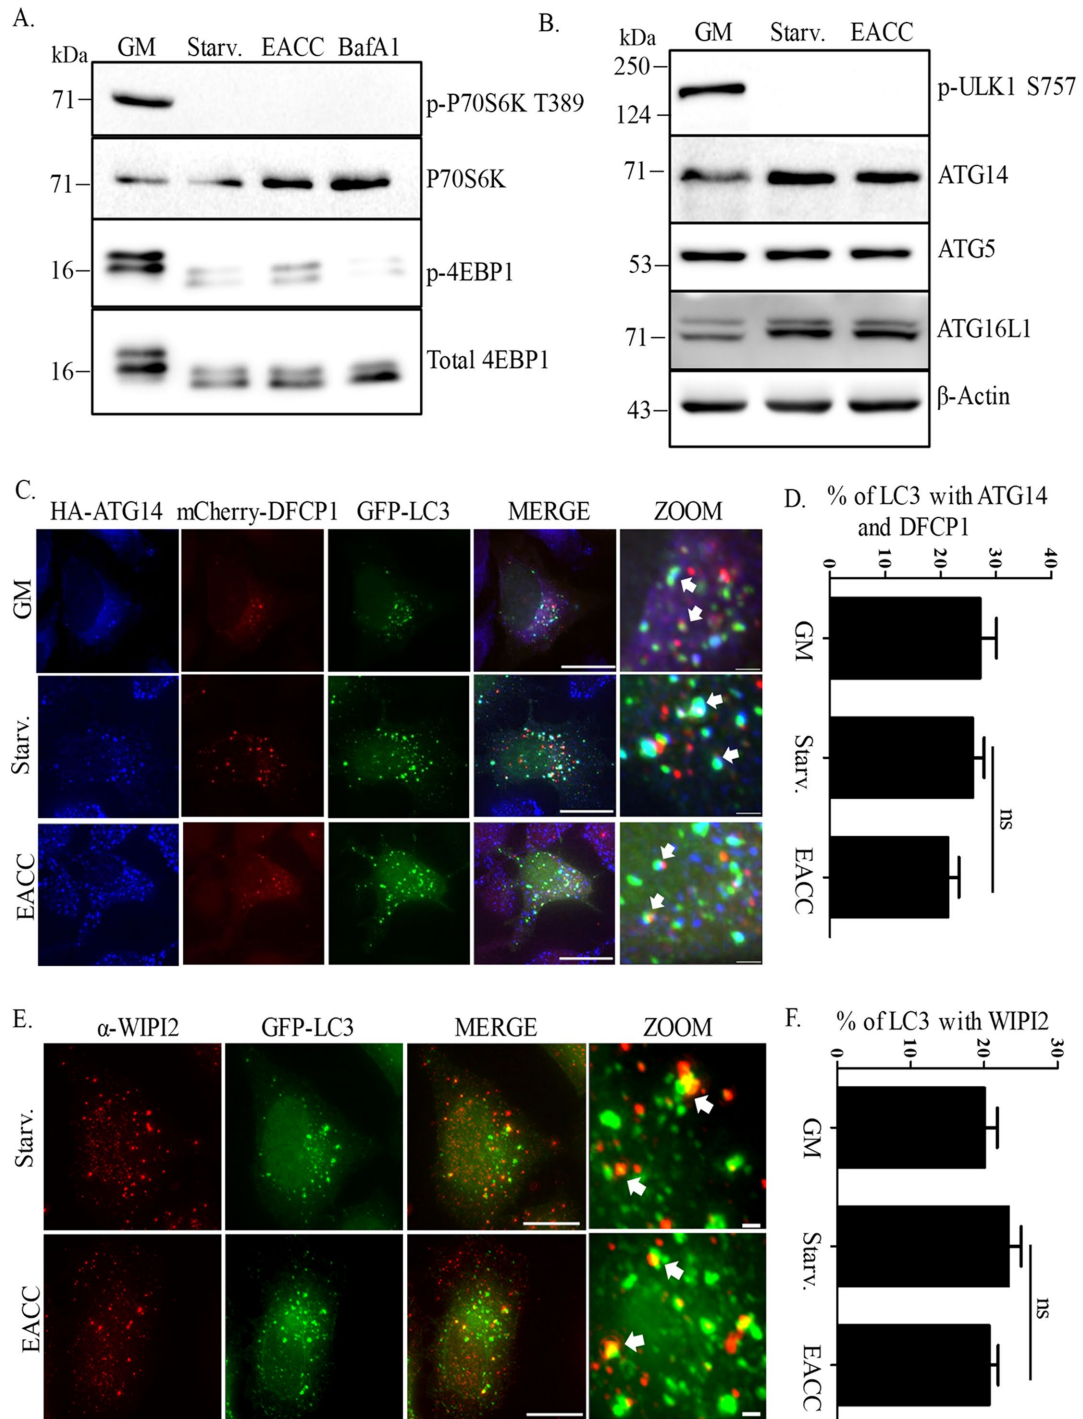 A.
kDa GM Starv. EACC BafA1
71 p-P70S6K T389
71 P70S6K
16 p-4EBP1
16 Total 4EBP1
B.
kDa GM Starv. EACC
250 p-ULK1 S757
124
71 ATG14
53 ATG5
71 ATG16L1
43 β-Actin
C.
HA-ATG14 mCherry-DFCP1 GFP-LC3 MERGE ZOOM
GM
Starv.
EACC
D.
% of LC3 with ATG14
and DFCP1
0 10 20 30 40
GM
Starv.
EACC
ns
E.
α-WIPI2 GFP-LC3 MERGE ZOOM
Starv.
EACC
F.
% of LC3 with WIPI2
0 10 20 30
GM
Starv.
EACC
ns